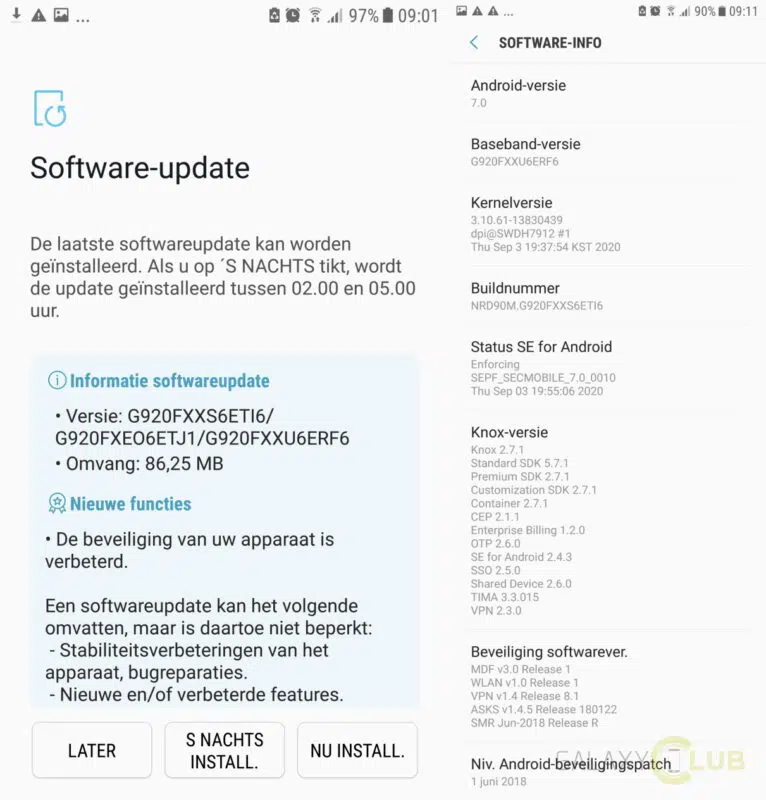 ... 97% 09:01
Software-update
De laatste softwareupdate kan worden
geïnstalleerd. Als u op ´S NACHTS tikt, wordt
de update geïnstalleerd tussen 02.00 en 05.00
uur.
Informatie softwareupdate
• Versie: G920FXXS6ETI6/
G920FXEO6ETJ1/G920FXXU6ERF6
• Omvang: 86,25 MB
Nieuwe functies
• De beveiliging van uw apparaat is
verbeterd.
Een softwareupdate kan het volgende
omvatten, maar is daartoe niet beperkt:
- Stabiliteitsverbeteringen van het
apparaat, bugreparaties.
- Nieuwe en/of verbeterde features.
LATER
S NACHTS
INSTALL.
NU INSTALL.
... 90% 09:11
SOFTWARE-INFO
Android-versie
7.0
Baseband-versie
G920FXXU6ERF6
Kernelversie
3.10.61-13830439
dpi@SWDH7912 #1
Thu Sep 3 19:37:54 KST 2020
Buildnummer
NRD90M.G920FXXS6ETI6
Status SE for Android
Enforcing
SEPF_SECMOBILE_7.0_0010
Thu Sep 03 19:55:06 2020
Knox-versie
Knox 2.7.1
Standard SDK 5.7.1
Premium SDK 2.7.1
Customization SDK 2.7.1
Container 2.7.1
CEP 2.1.1
Enterprise Billing 1.2.0
OTP 2.6.0
SE for Android 2.4.3
SSO 2.5.0
Shared Device 2.6.0
TIMA 3.3.015
VPN 2.3.0
Beveiliging softwarever.
MDF v3.0 Release 1
WLAN v1.0 Release 1
VPN v1.4 Release 8.1
ASKS v1.4.5 Release 180122
SMR Jun-2018 Release R
Niv. Android-beveiligingspatch
1 juni 2018
GALAXY CLUB